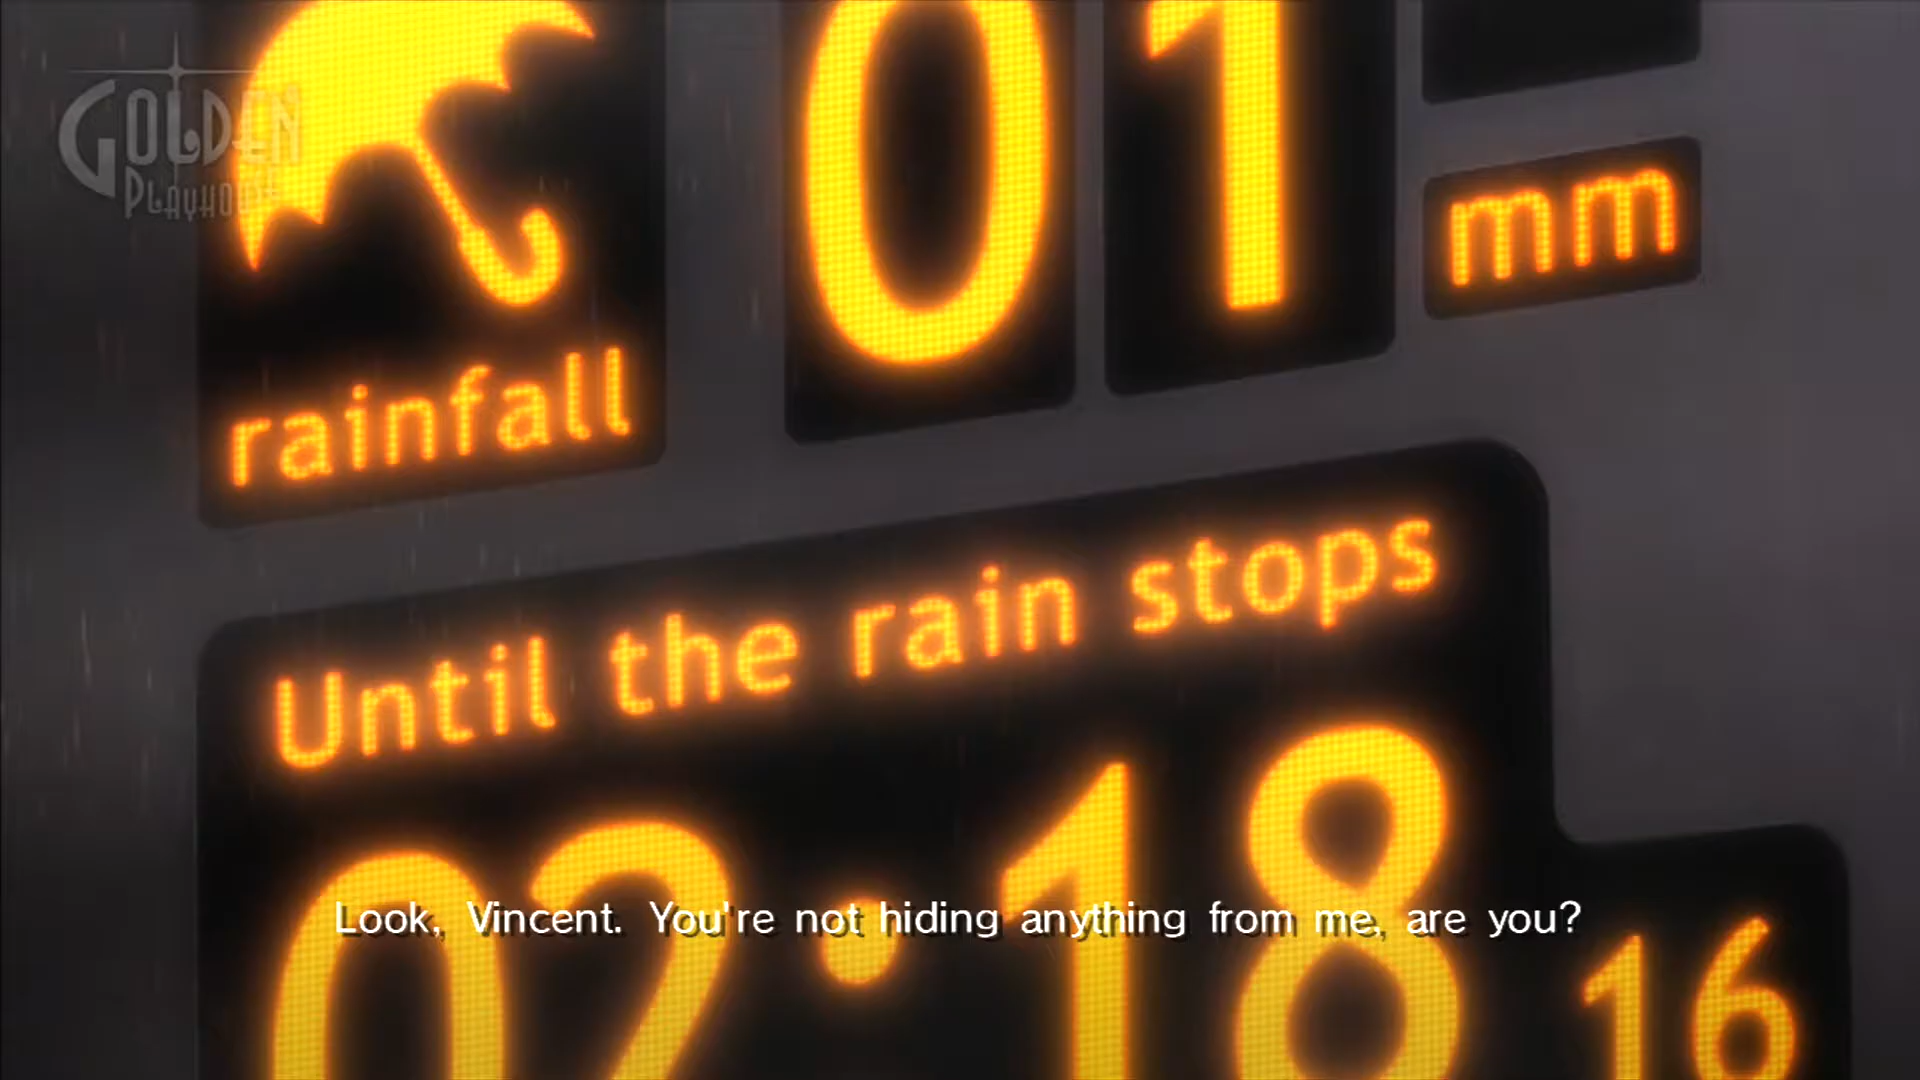 GOLDEN
PLAYHOUSE
01
mm
rainfall
Until the rain stops
02:18
16
Look, Vincent. You're not hiding anything from me, are you?